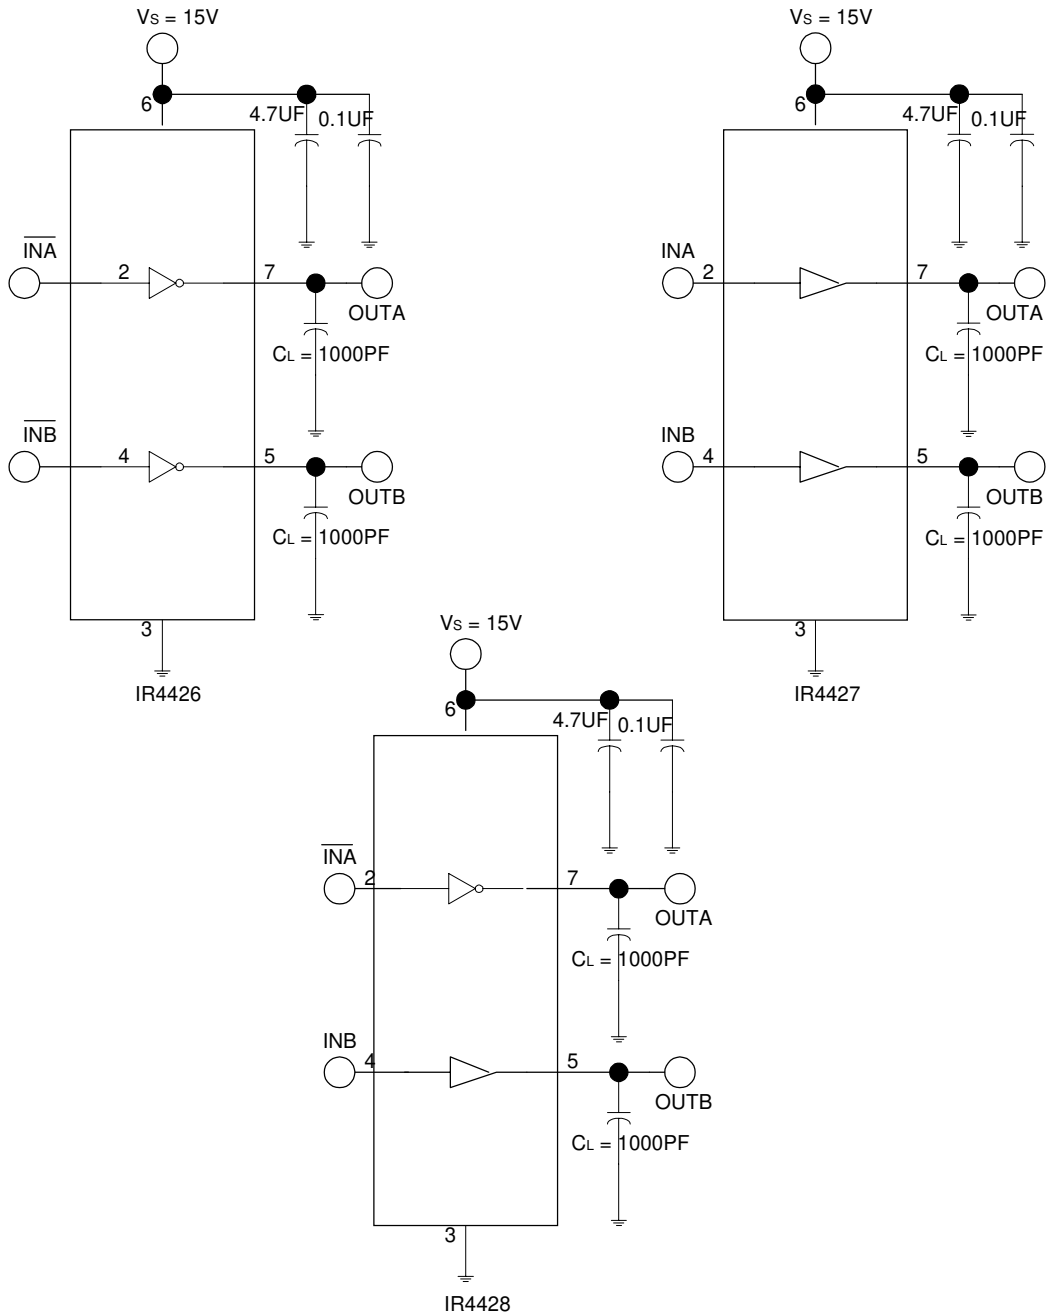 Vs = 15V
6
4.7UF
0.1UF
INA
2
7
OUTA
CL = 1000PF
INB
4
5
OUTB
CL = 1000PF
3
IR4426
Vs = 15V
6
4.7UF
0.1UF
INA
2
7
OUTA
CL = 1000PF
INB
4
5
OUTB
CL = 1000PF
3
IR4427
Vs = 15V
6
4.7UF
0.1UF
INA
2
7
OUTA
CL = 1000PF
INB
4
5
OUTB
CL = 1000PF
3
IR4428